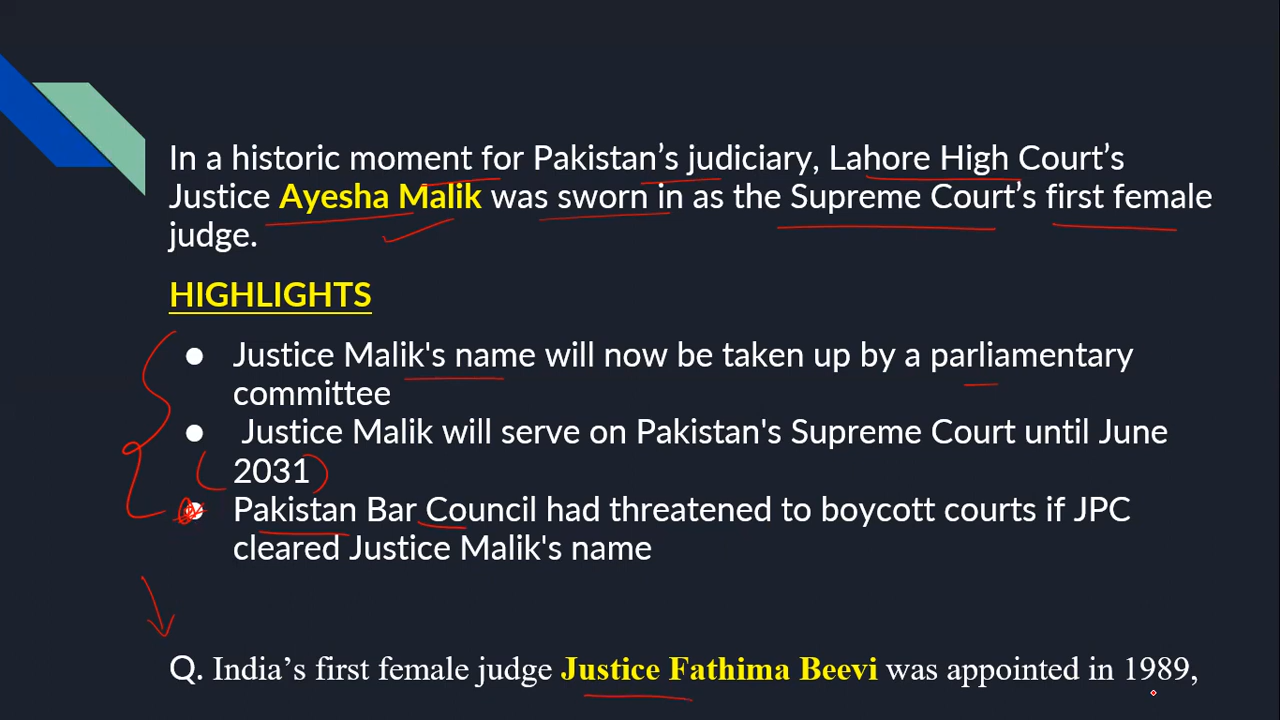 In a historic moment for Pakistan's judiciary, Lahore High Court's
Justice Ayesha Malik was sworn in as the Supreme Court's first female
judge.
HIGHLIGHTS
● Justice Malik's name will now be taken up by a parliamentary
committee
● Justice Malik will serve on Pakistan's Supreme Court until June
2031
● Pakistan Bar Council had threatened to boycott courts if JPC
cleared Justice Malik's name
Q. India's first female judge Justice Fathima Beevi was appointed in 1989,